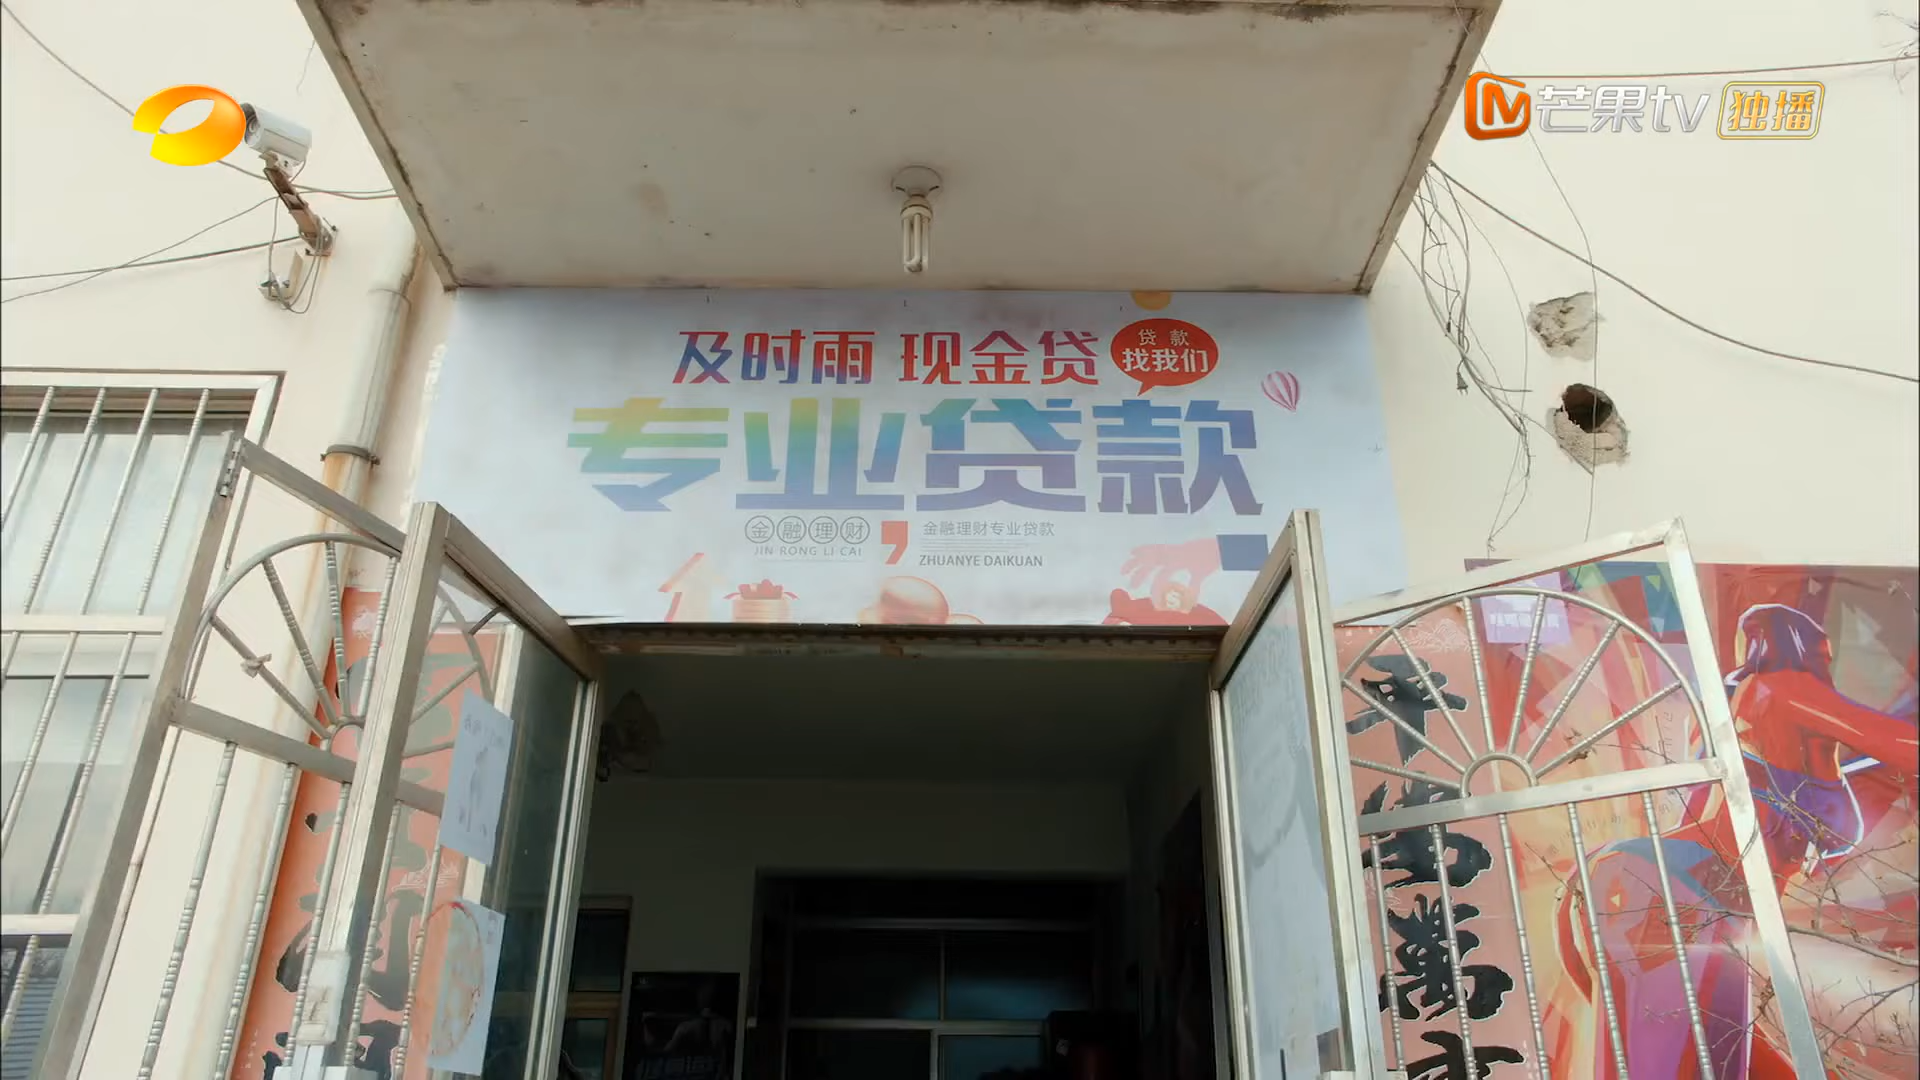 芒果tv 独播
及时雨 现金贷
贷款
找我们
专业贷款
金融理财
JIN RONG LI CAI
金融理财专业贷款
ZHUANYE DAIKUAN
平
萬